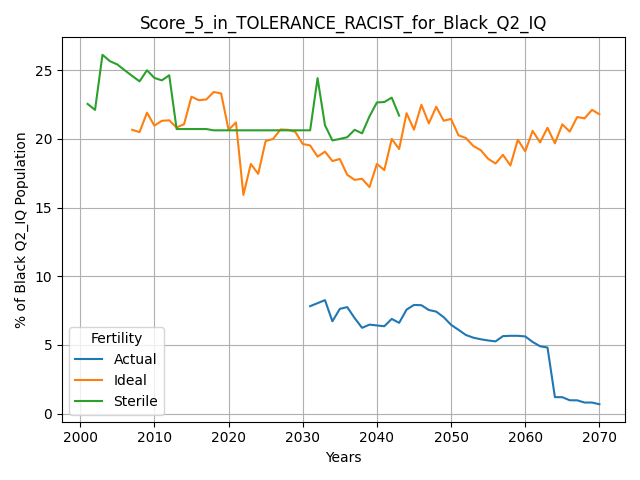 Score_5_in_TOLERANCE_RACIST_for_Black_Q2_IQ
% of Black Q2_IQ Population
25
20
15
10
5
0
Fertility
Actual
Ideal
Sterile
2000 2010 2020 2030 2040 2050 2060 2070
Years